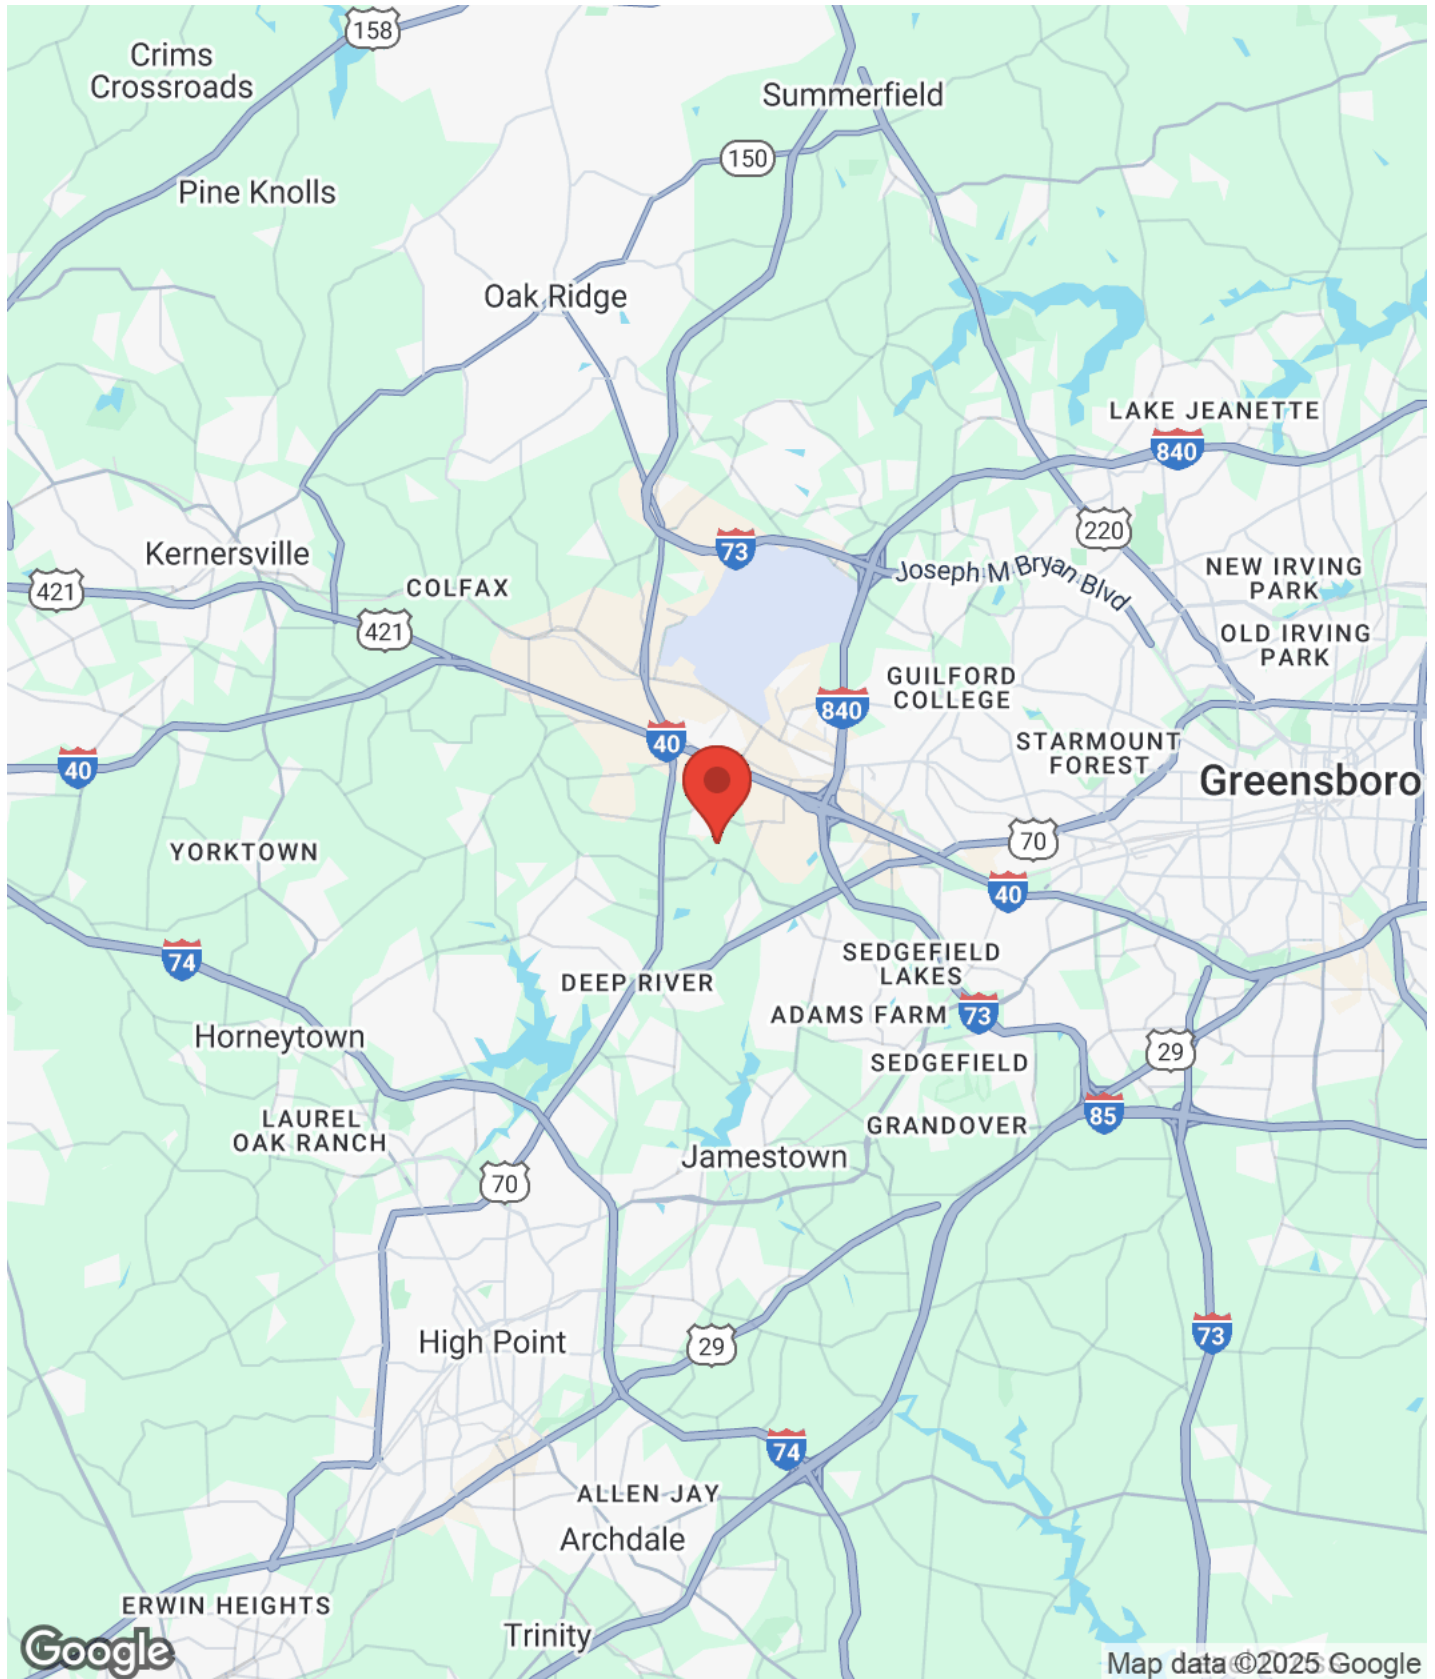 158
Crims
Crossroads
Summerfield
150
Pine Knolls
Oak Ridge
LAKE JEANETTE
840
220
73
Joseph M Bryan Blvd
Kernersville
421
COLFAX
NEW IRVING
PARK
421
OLD IRVING
PARK
GUILFORD
COLLEGE
840
40
STARMOUNT
FOREST
40
Greensboro
70
YORKTOWN
40
74
SEDGEFIELD
LAKES
DEEP RIVER
ADAMS FARM
73
Horneytown
29
SEDGEFIELD
85
LAUREL
OAK RANCH
GRANDOVER
Jamestown
70
73
High Point
29
74
ALLEN JAY
Archdale
ERWIN HEIGHTS
Trinity
Google
Map data ©2025 Google